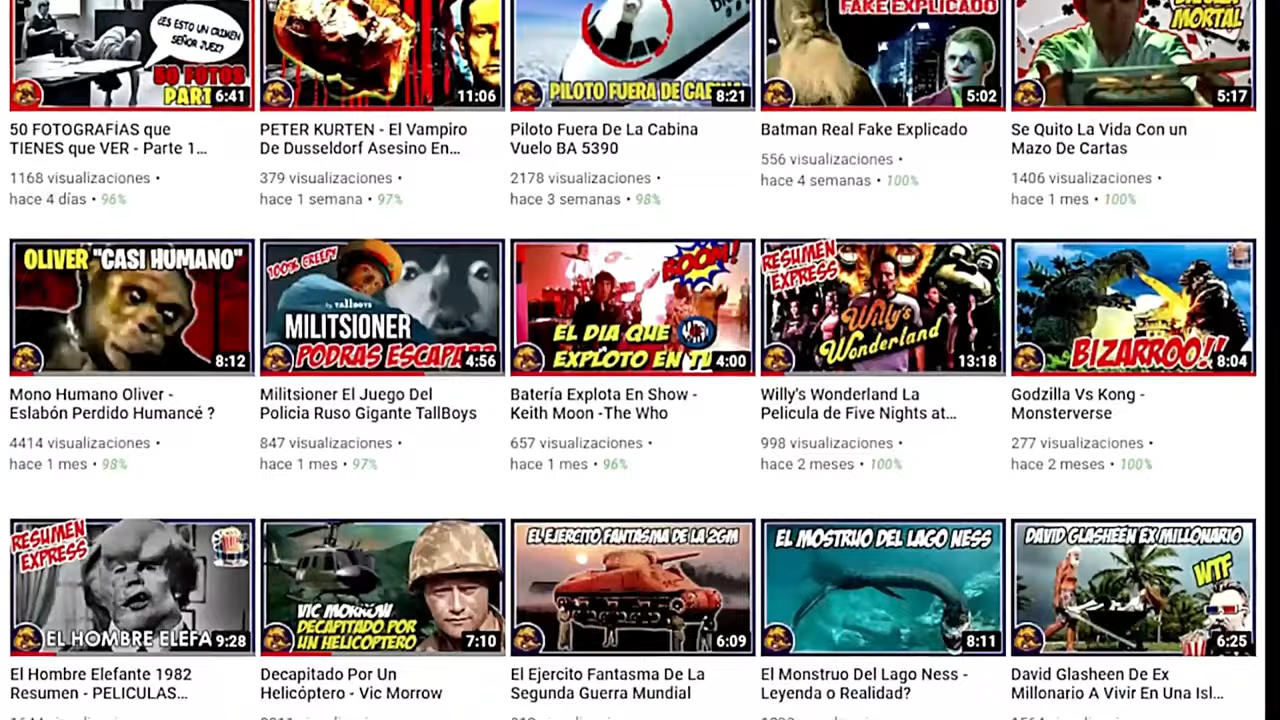 ¿ES ESTO UN CRIMEN
SEÑOR JUEZ?
50 FOTOS
PART
6:41
11:06
PILOTO FUERA DE CABINA
8:21
FAKE EXPLICADO
5:02
MORTAL
5:17
50 FOTOGRAFÍAS que
TIENES que VER - Parte 1...
1168 visualizaciones •
hace 4 días • 96%
PETER KURTEN - El Vampiro
De Dusseldorf Asesino En...
379 visualizaciones •
hace 1 semana • 97%
Piloto Fuera De La Cabina
Vuelo BA 5390
2178 visualizaciones •
hace 3 semanas • 98%
Batman Real Fake Explicado
556 visualizaciones •
hace 4 semanas • 100%
Se Quito La Vida Con un
Mazo De Cartas
1406 visualizaciones •
hace 1 mes • 100%
OLIVER "CASI HUMANO"
8:12
100% CREEPY
by TALLBOYS
MILITSIONER
PODRAS ESCAPA
4:56
BOOM!
EL DIA QUE
EXPLOTO EN TV
4:00
RESUMEN
EXPRESS
Willy's
Wonderland
13:18
BIZARROO!!
8:04
Mono Humano Oliver -
Eslabón Perdido Humancé ?
4414 visualizaciones •
hace 1 mes • 98%
Militsioner El Juego Del
Policia Ruso Gigante TallBoys
847 visualizaciones •
hace 1 mes • 97%
Batería Explota En Show -
Keith Moon -The Who
657 visualizaciones •
hace 1 mes • 96%
Willy's Wonderland La
Pelicula de Five Nights at...
998 visualizaciones •
hace 2 meses • 100%
Godzilla Vs Kong -
Monsterverse
277 visualizaciones •
hace 2 meses • 100%
RESUMEN
EXPRESS
EL HOMBRE ELEFA
9:28
VIC MORROW
DECAPITADO POR
UN HELICOPTERO
7:10
EL EJERCITO FANTASMA DE LA 2GM
6:09
EL MOSTRUO DEL LAGO NESS
8:11
DAVID GLASHEEN EX MILLONARIO
WTF
6:25
El Hombre Elefante 1982
Resumen - PELICULAS...
Decapitado Por Un
Helicóptero - Vic Morrow
El Ejercito Fantasma De La
Segunda Guerra Mundial
El Monstruo Del Lago Ness -
Leyenda o Realidad?
David Glasheen De Ex
Millonario A Vivir En Una Isl...